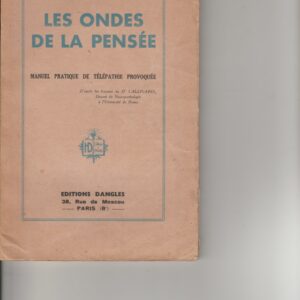 LES ONDES
DE LA PENSÉE
MANUEL PRATIQUE DE TÉLÉPATHIE PROVOQUÉE
D'après les travaux du Dr CALLIGARIS,
Docent de Neuropathologie
à l'Université de Rome
EDITIONS DANGLES
38, Rue de Moscou
PARIS (8e)